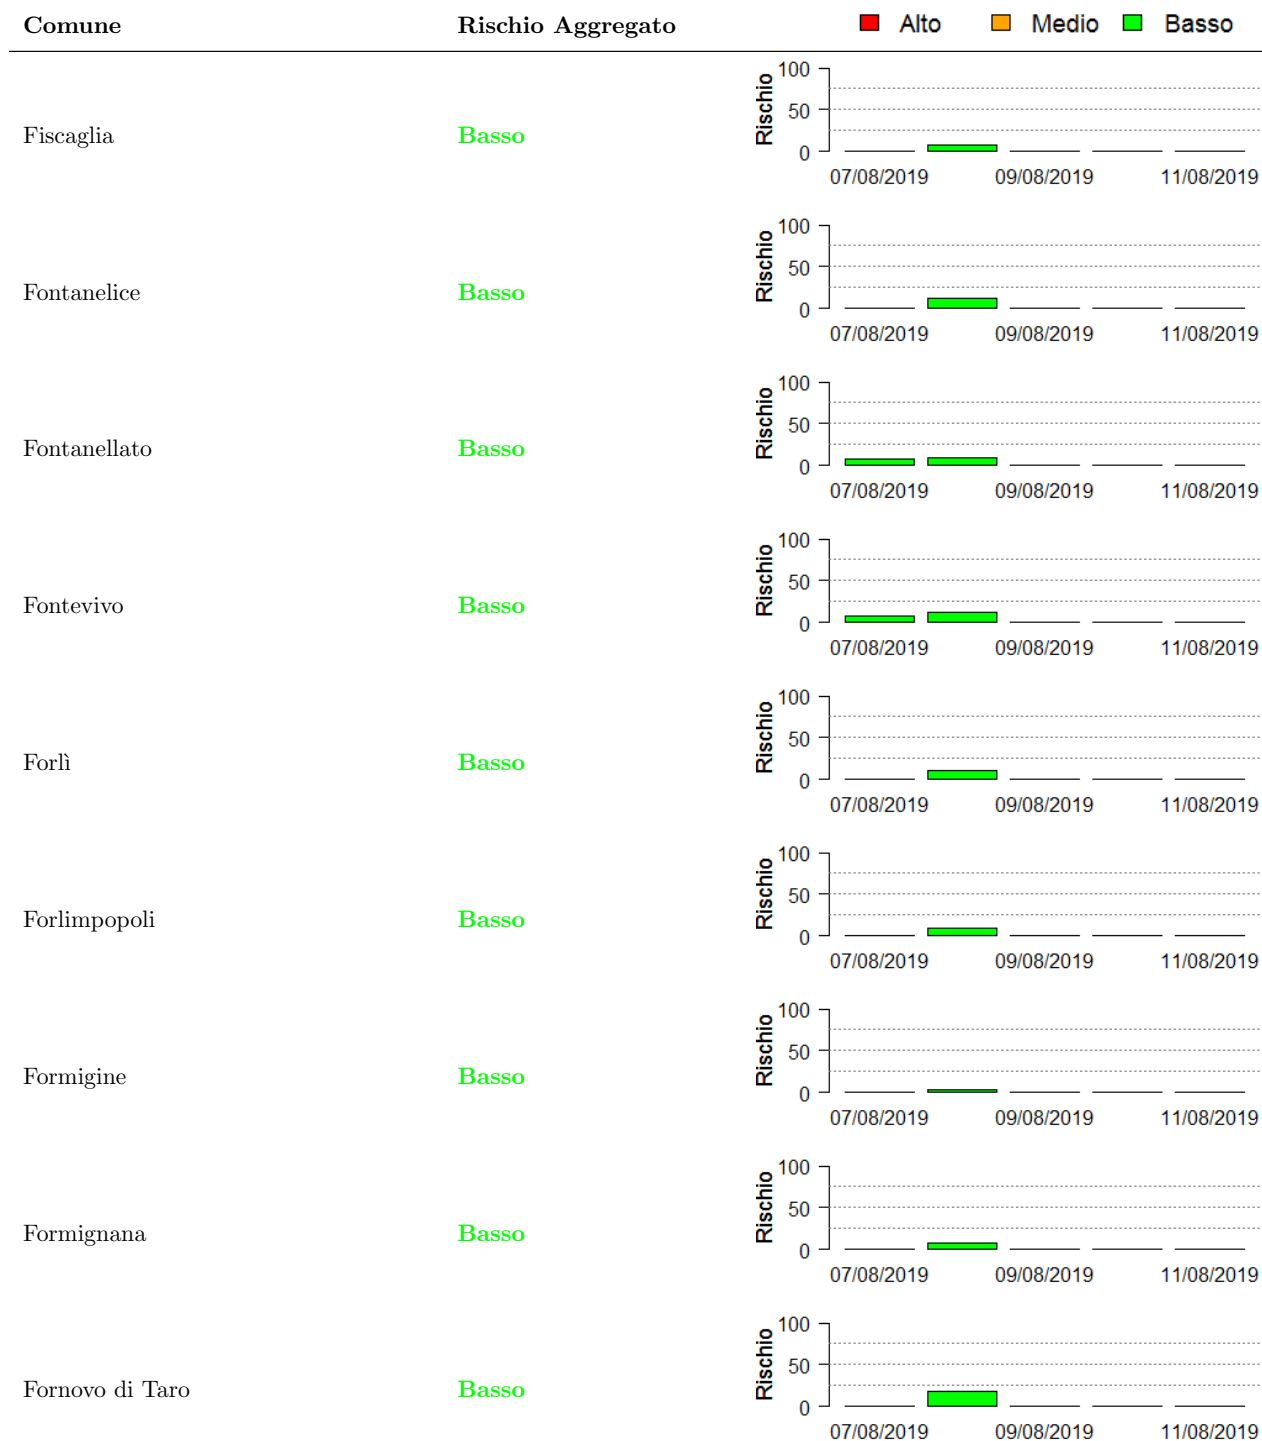 Comune Rischio Aggregato Alto Medio Basso
Fiscaglia Basso
Rischio
100
50
0
07/08/2019 09/08/2019 11/08/2019
Fontanelice Basso
Rischio
100
50
0
07/08/2019 09/08/2019 11/08/2019
Fontanellato Basso
Rischio
100
50
0
07/08/2019 09/08/2019 11/08/2019
Fontevivo Basso
Rischio
100
50
0
07/08/2019 09/08/2019 11/08/2019
Forlì Basso
Rischio
100
50
0
07/08/2019 09/08/2019 11/08/2019
Forlimpopoli Basso
Rischio
100
50
0
07/08/2019 09/08/2019 11/08/2019
Formigine Basso
Rischio
100
50
0
07/08/2019 09/08/2019 11/08/2019
Formignana Basso
Rischio
100
50
0
07/08/2019 09/08/2019 11/08/2019
Fornovo di Taro Basso
Rischio
100
50
0
07/08/2019 09/08/2019 11/08/2019